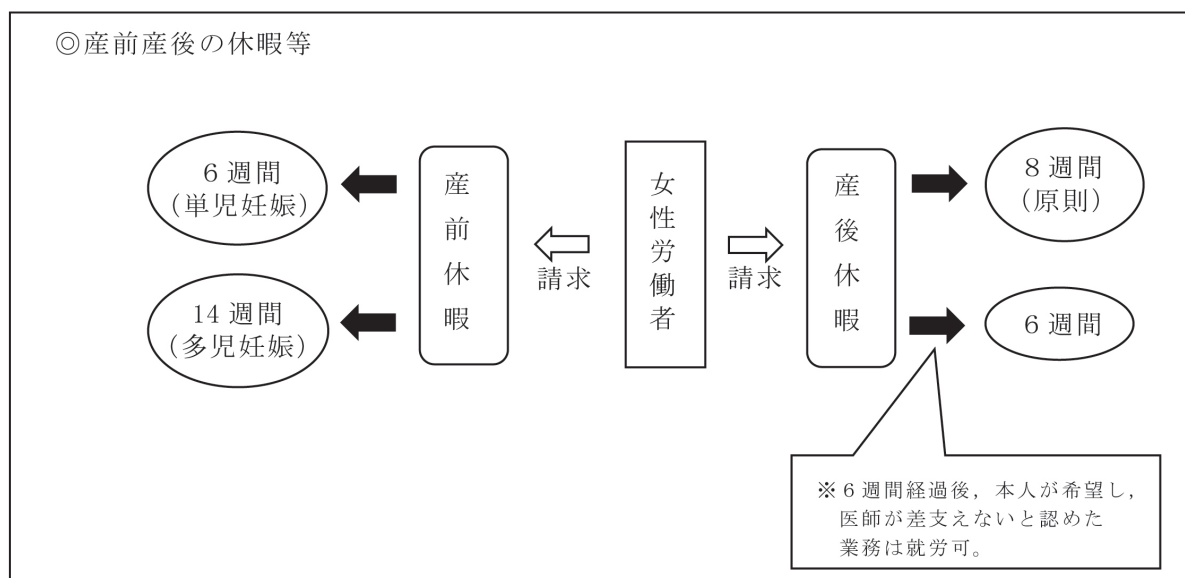 ◎産前産後の休暇等
6週間
(単児妊娠)
14週間
(多児妊娠)
産前休暇
請求
女性労働者
請求
産後休暇
8週間
(原則)
6週間
※6週間経過後，本人が希望し，
医師が差支えないと認めた
業務は就労可。